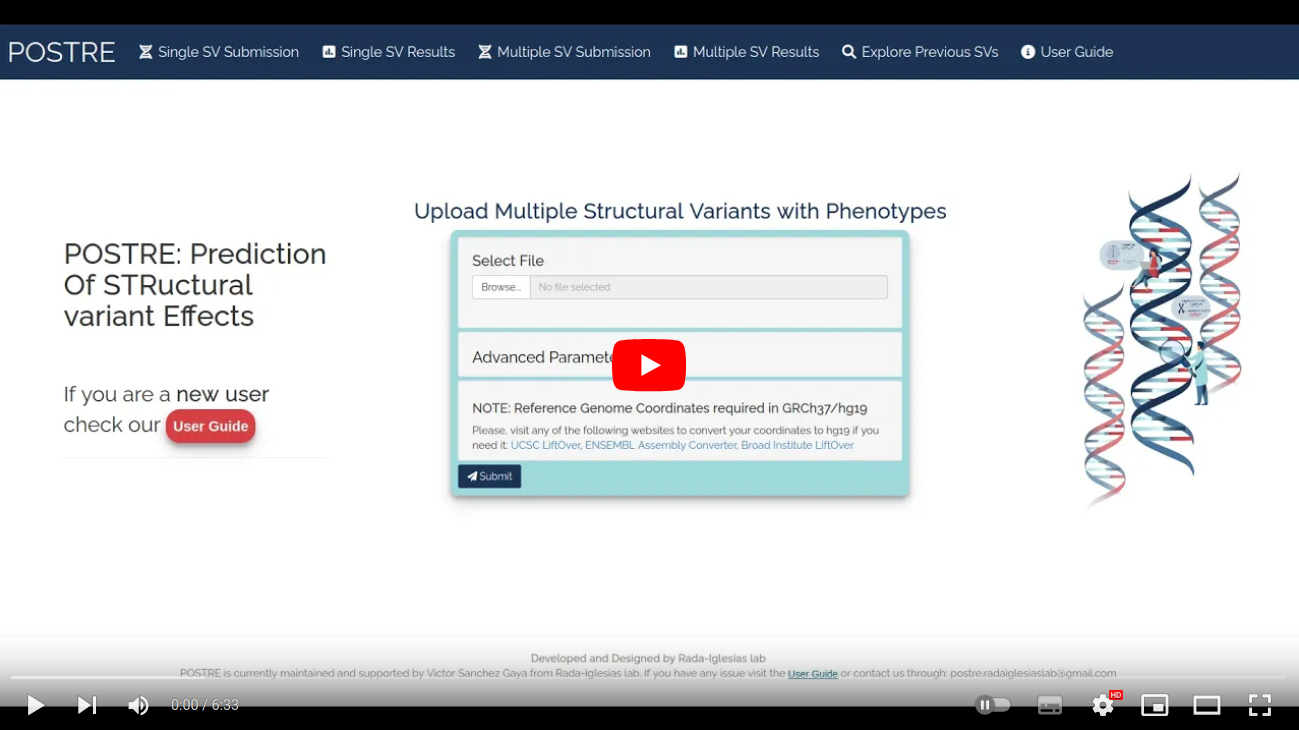 POSTRE Single SV Submission Single SV Results Multiple SV Submission Multiple SV Results Explore Previous SVs User Guide
POSTRE: Prediction
Of STRuctural
variant Effects
If you are a new user
check our User Guide
Upload Multiple Structural Variants with Phenotypes
Select File
Browse... No file selected
Advanced Paramete
NOTE: Reference Genome Coordinates required in GRCh37/hg19
Please, visit any of the following websites to convert your coordinates to hg19 if you
need it: UCSC LiftOver, ENSEMBL Assembly Converter, Broad Institute LiftOver
Submit
Developed and Designed by Rada-Iglesias lab
POSTRE is currently maintained and supported by Victor Sanchez Gaya from Rada-Iglesias lab. If you have any issue visit the User Guide or contact us through: postre.radaiglesiaslab@gmail.com
0:00 / 6:33
HD